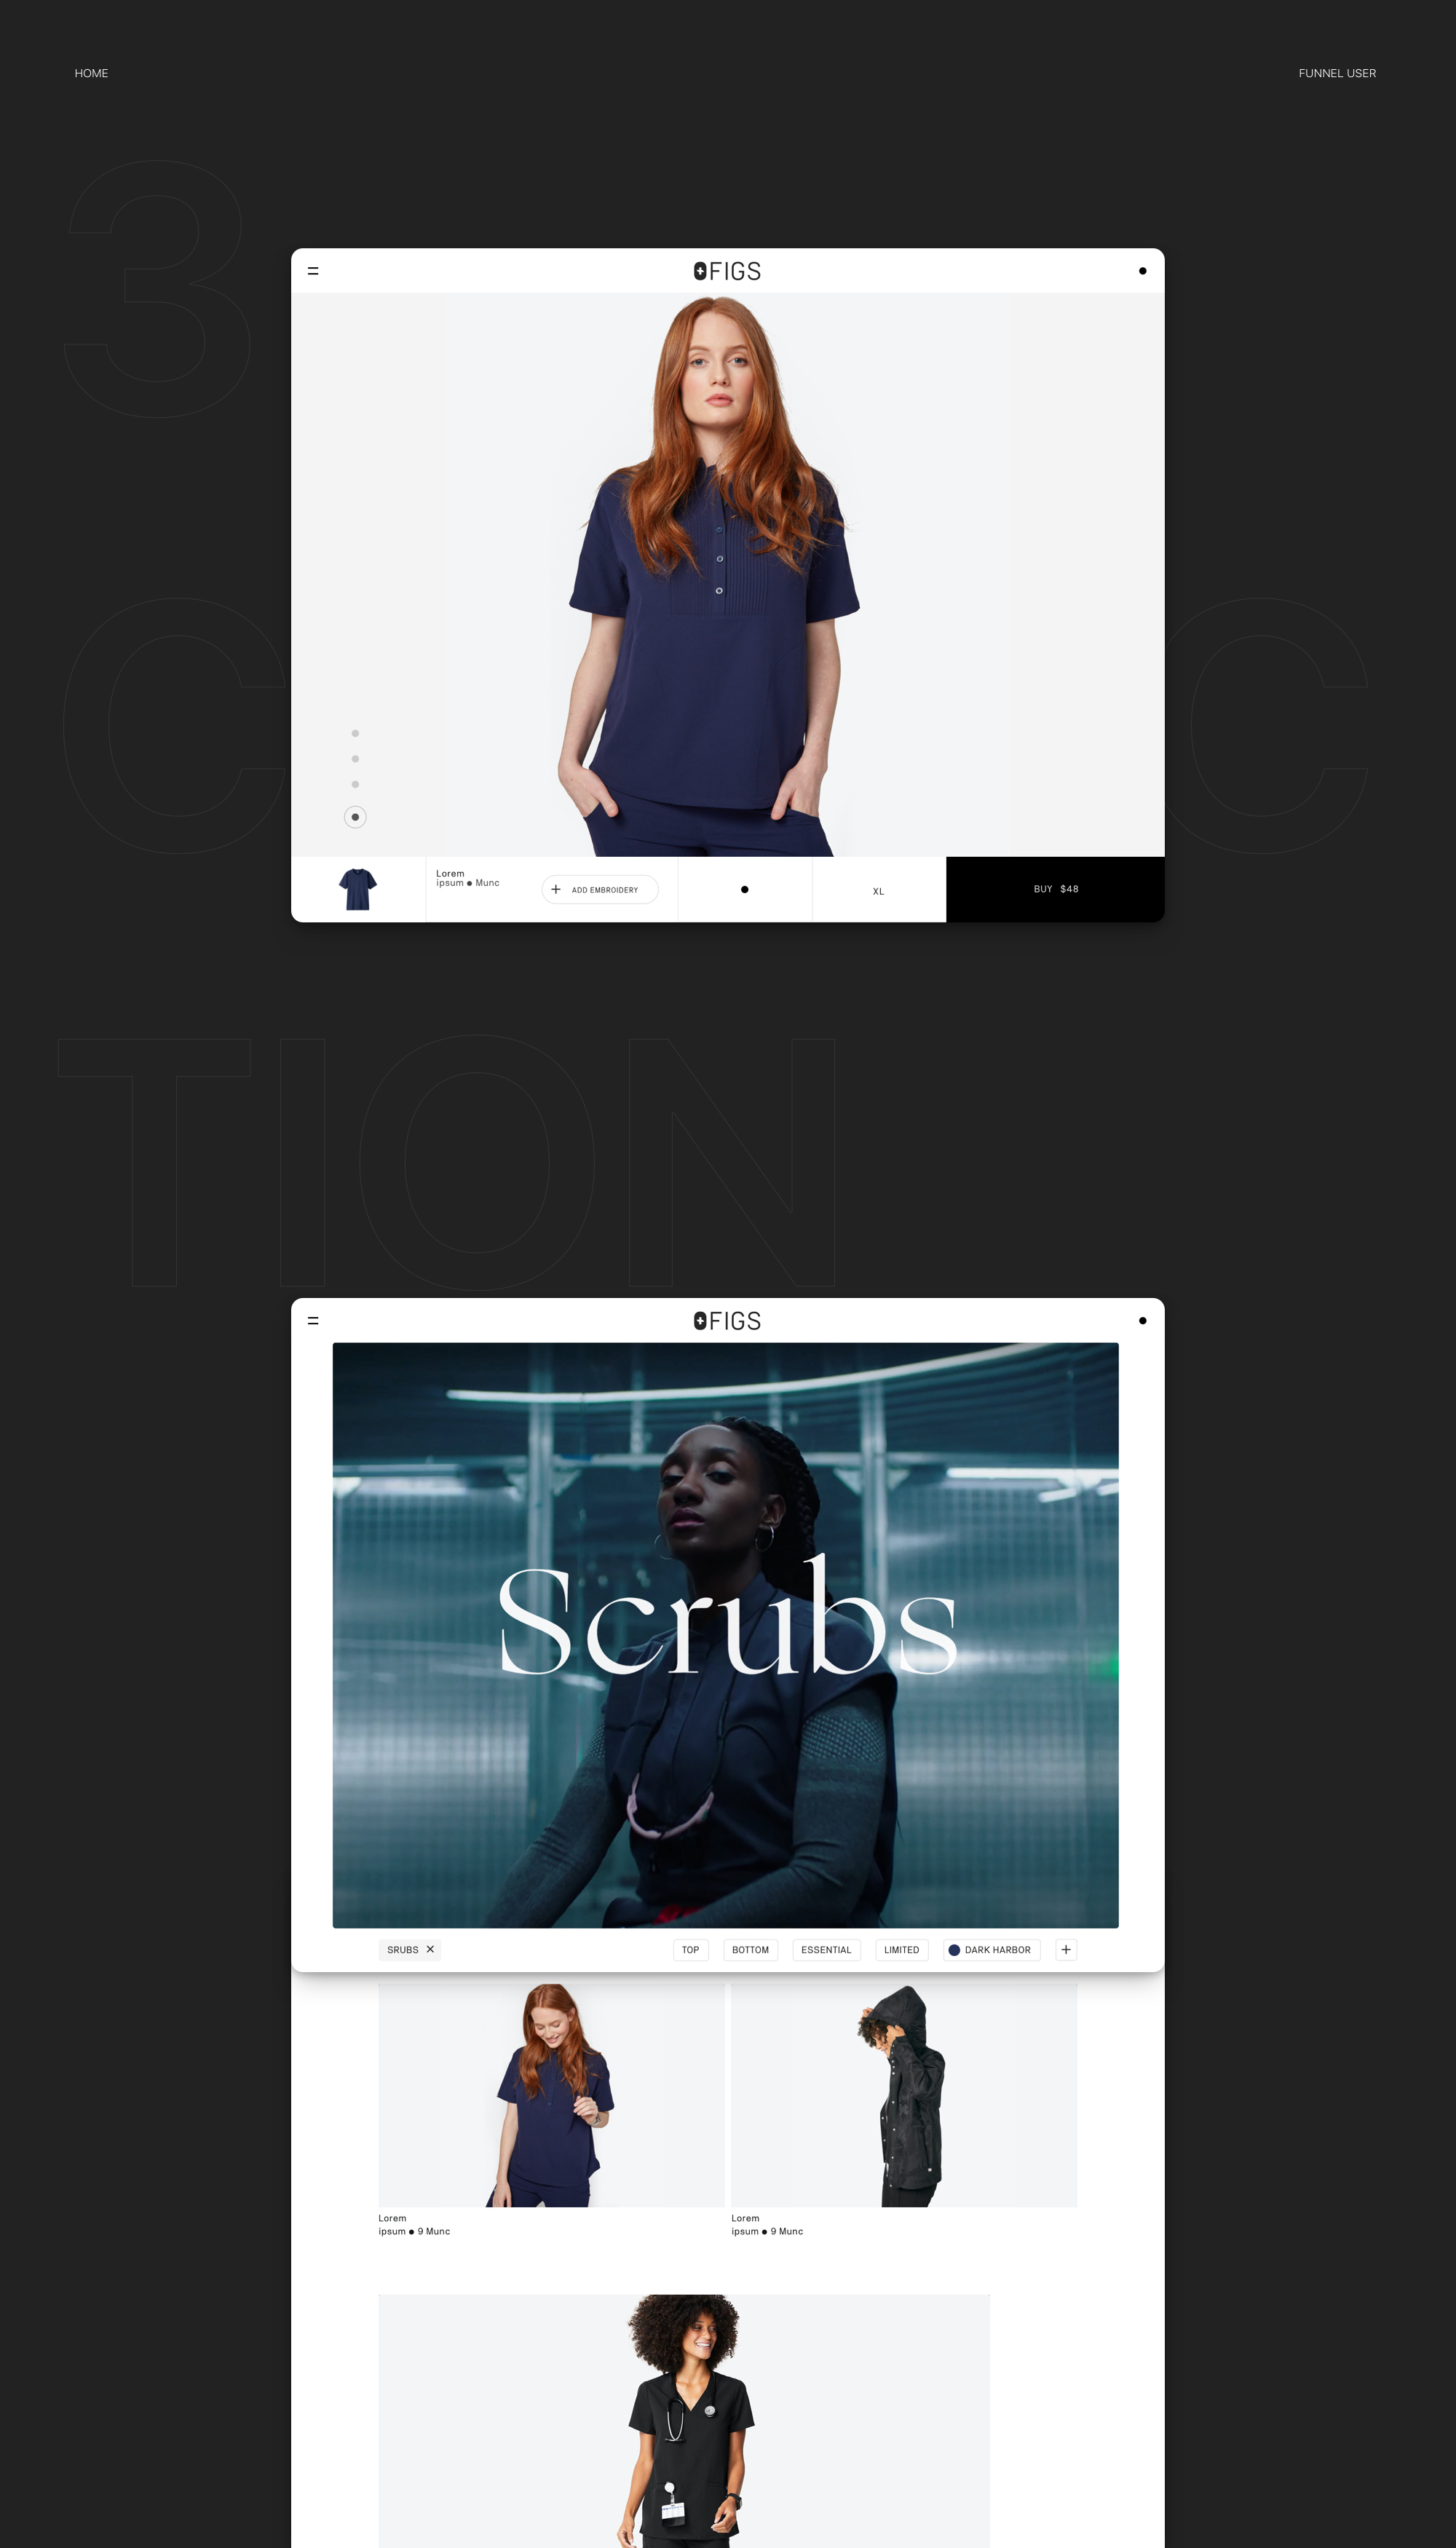 HOME
FUNNEL USER
3
C C
FIGS
Lorem
ipsum ● Munc
+ ADD EMBROIDERY
XL
BUY $48
TION
FIGS
Scrubs
SRUBS ✕
TOP
BOTTOM
ESSENTIAL
LIMITED
DARK HARBOR
+
Lorem
ipsum ● 9 Munc
Lorem
ipsum ● 9 Munc